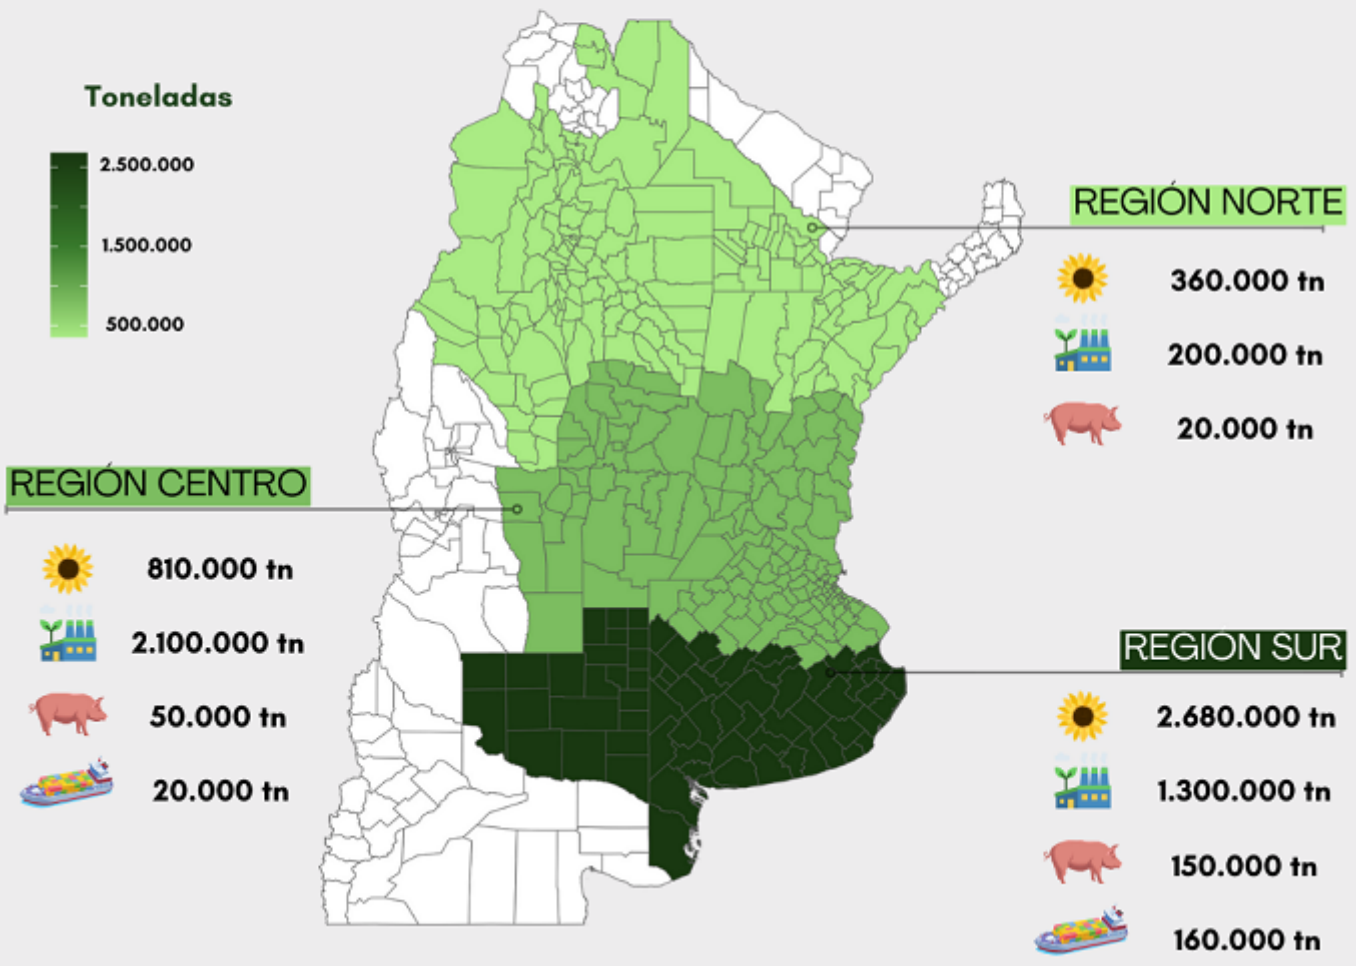 Toneladas
2.500.000
1.500.000
500.000
REGIÓN NORTE
360.000 tn
200.000 tn
20.000 tn
REGIÓN CENTRO
810.000 tn
2.100.000 tn
50.000 tn
20.000 tn
REGIÓN SUR
2.680.000 tn
1.300.000 tn
150.000 tn
160.000 tn